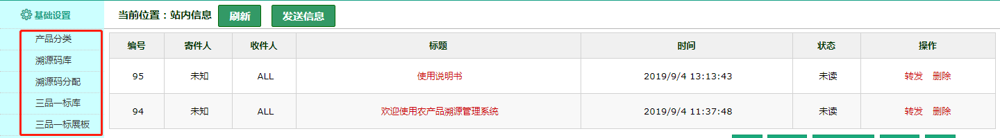 基础设置
产品分类
溯源码库
溯源码分配
三品一标库
三品一标展板
当前位置：站内信息 刷新 发送信息
编号 寄件人 收件人 标题 时间 状态 操作
95 未知 ALL 使用说明书 2019/9/4 13:13:43 未读 转发 删除
94 未知 ALL 欢迎使用农产品溯源管理系统 2019/9/4 11:37:48 未读 转发 删除